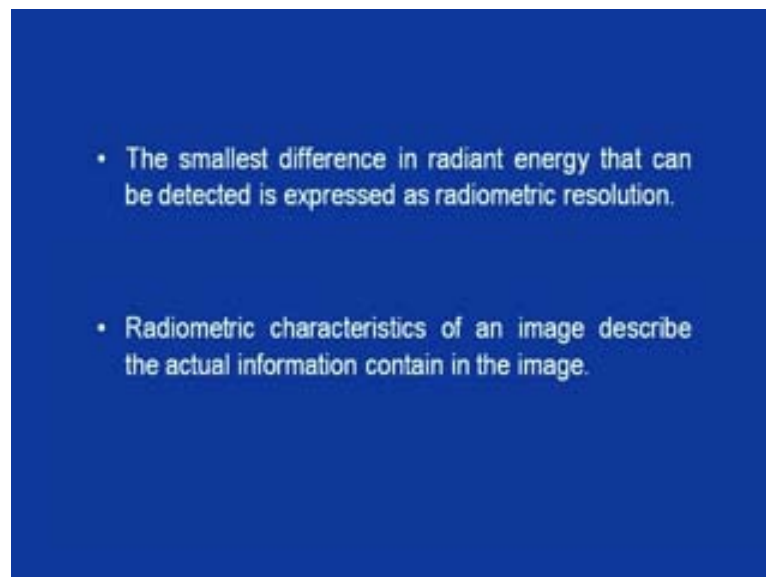 • The smallest difference in radiant energy that can
be detected is expressed as radiometric resolution.
• Radiometric characteristics of an image describe
the actual information contain in the image.